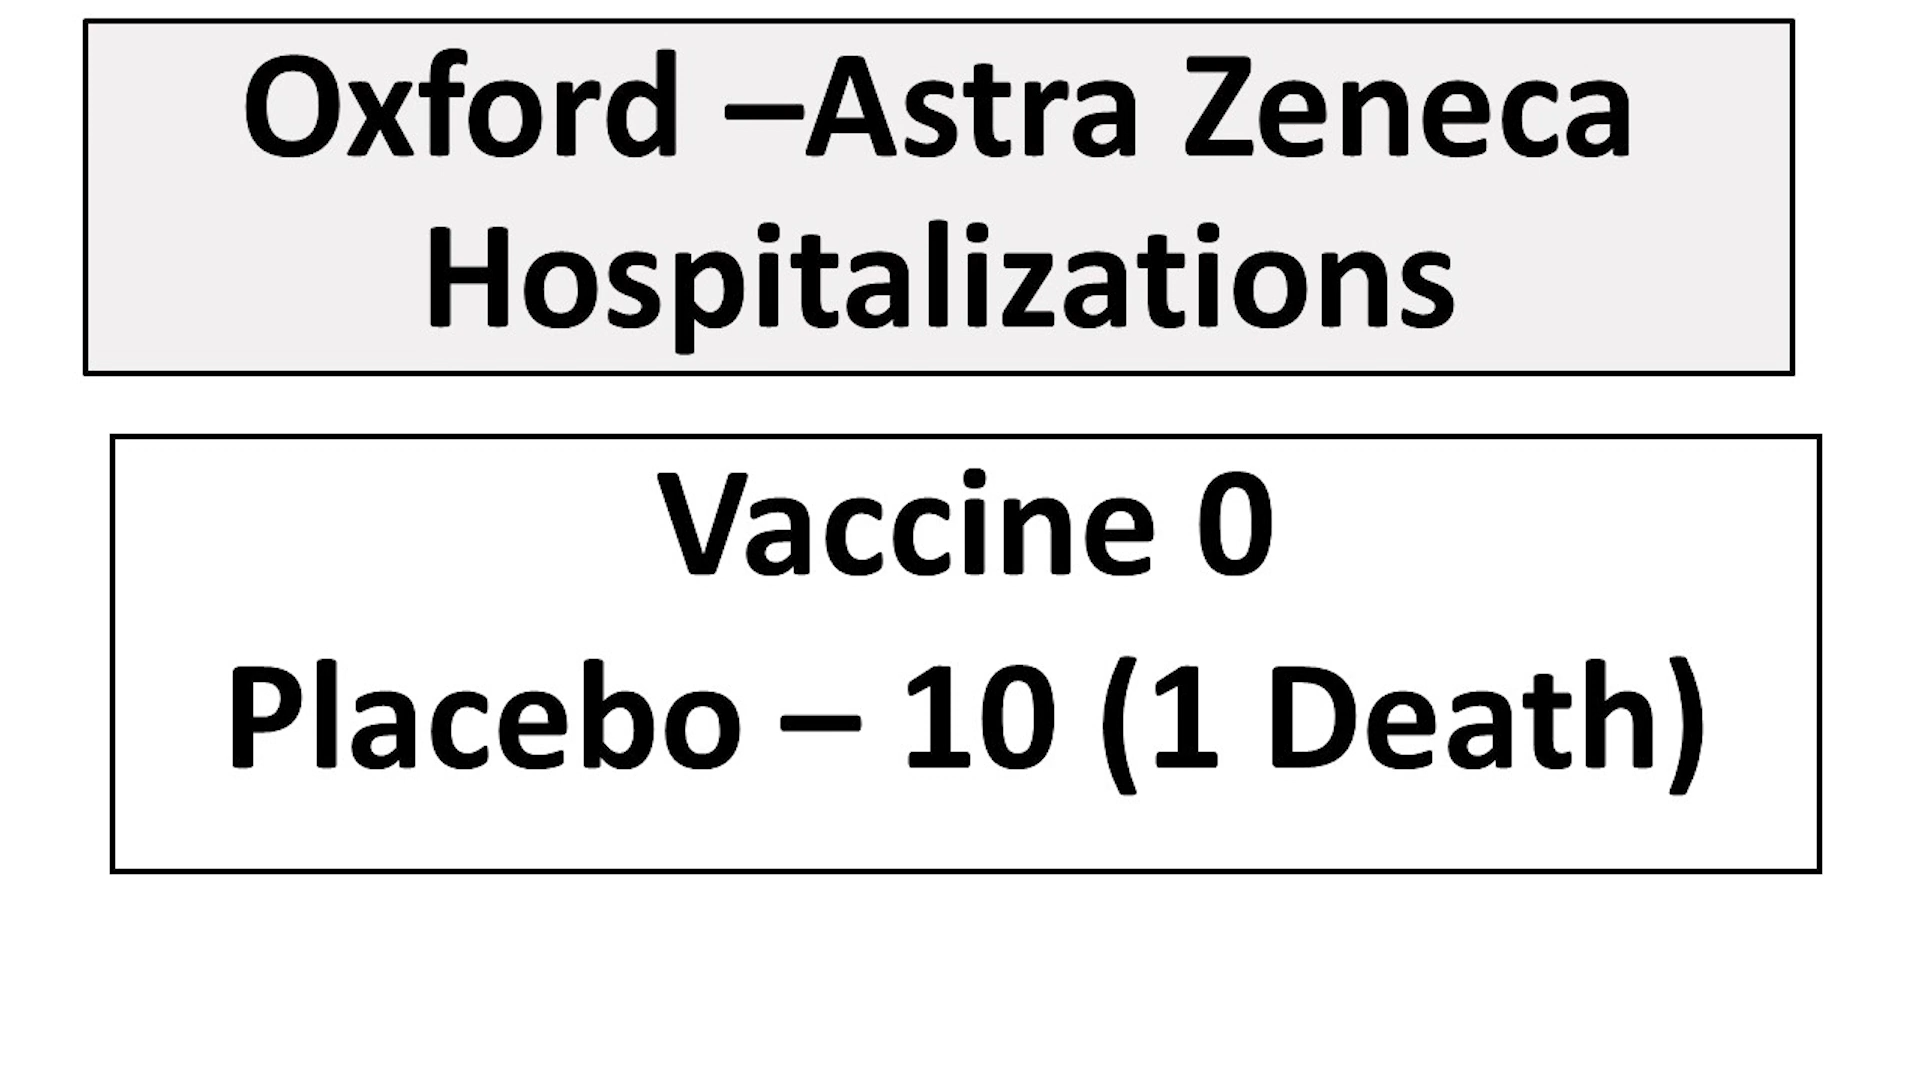 Oxford –Astra Zeneca
Hospitalizations
Vaccine 0
Placebo – 10 (1 Death)